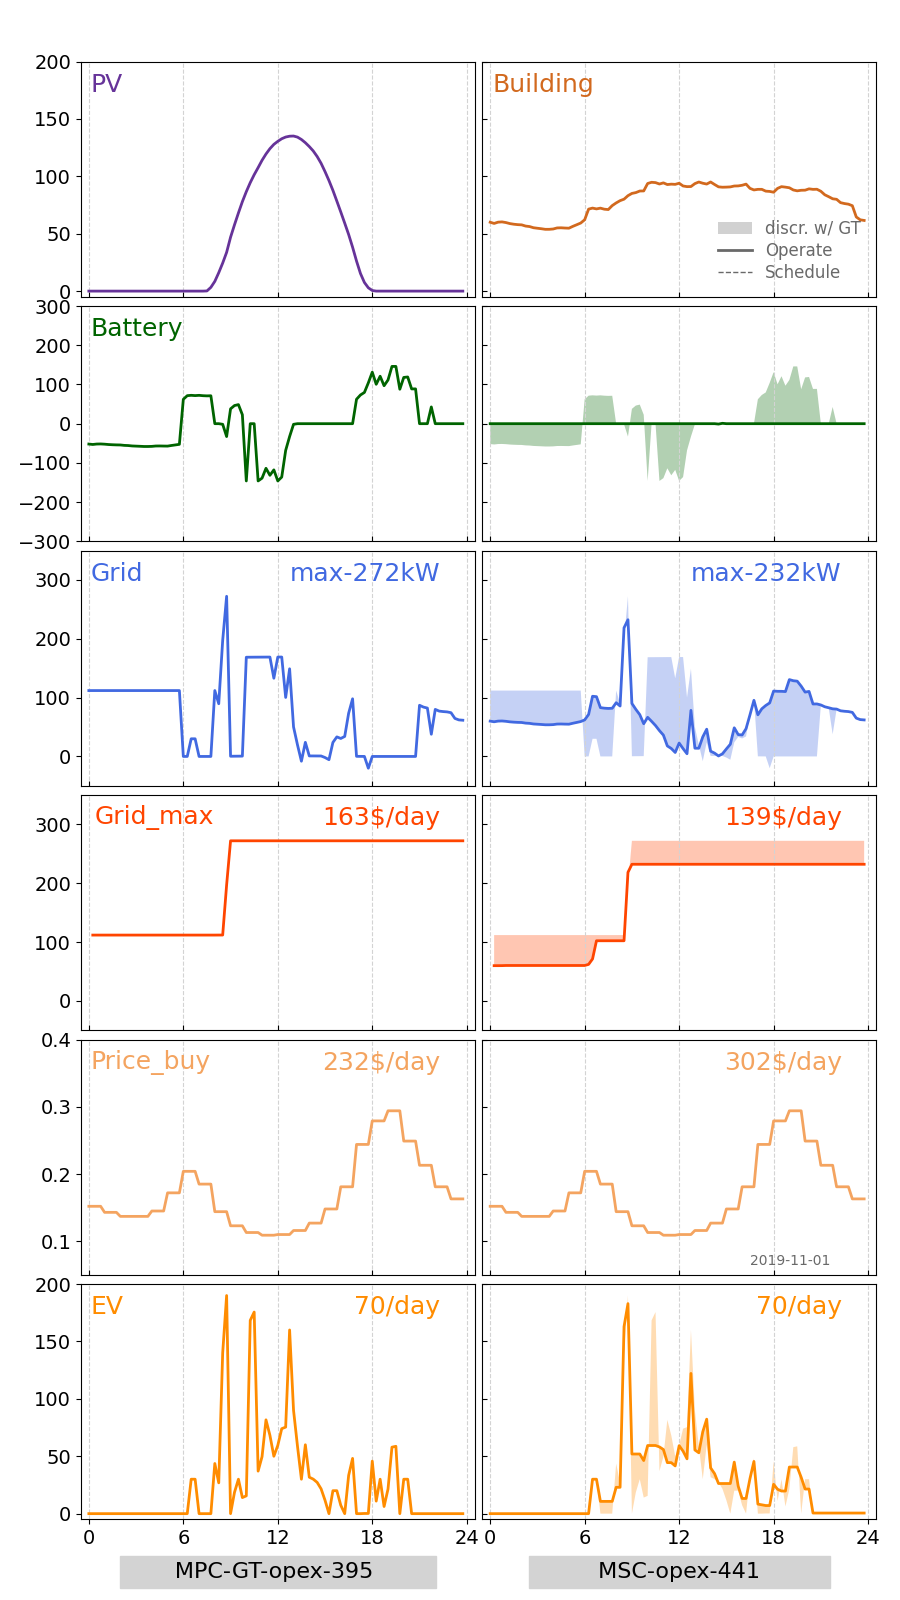 200
150
100
50
0
PV
Building
discr. w/ GT
Operate
Schedule
300
200
100
0
−100
−200
−300
Battery
300
200
100
0
Grid
max-272kW
max-232kW
300
200
100
0
Grid_max
163$/day
139$/day
0.4
0.3
0.2
0.1
Price_buy
232$/day
302$/day
2019-11-01
200
150
100
50
0
EV
70/day
70/day
0 6 12 18 24
0 6 12 18 24
MPC-GT-opex-395
MSC-opex-441